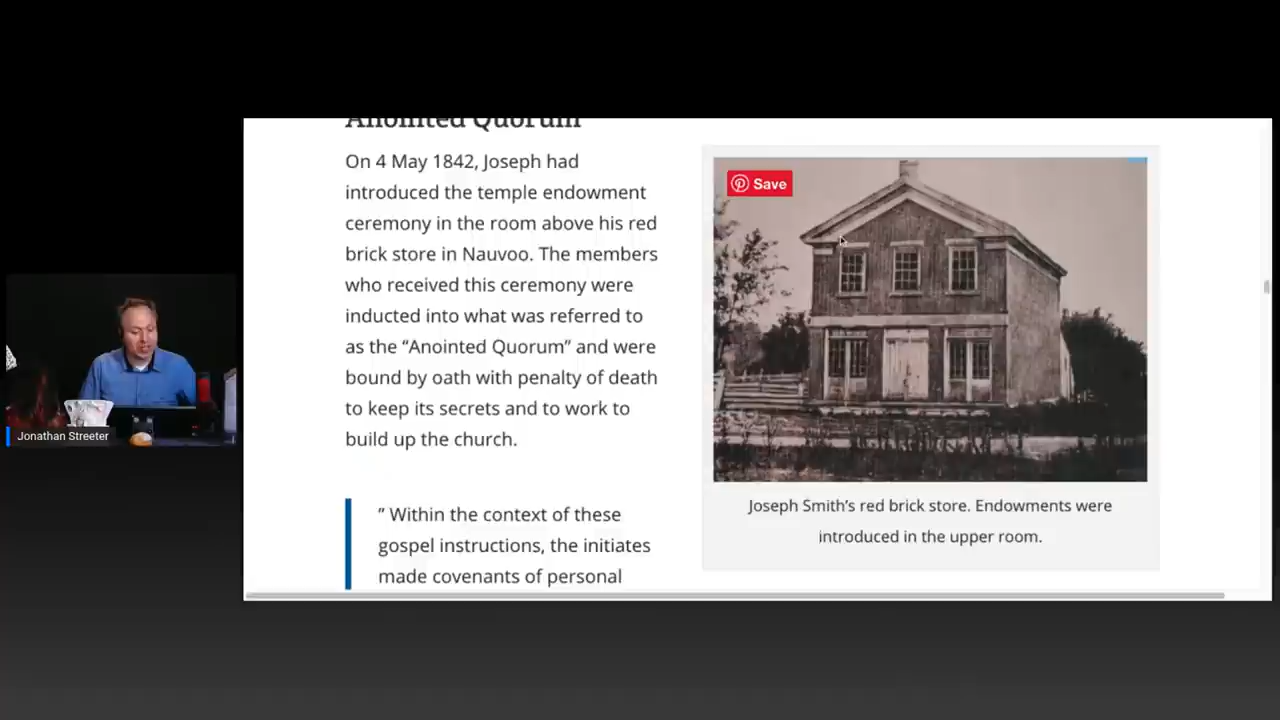 Anointed Quorum
On 4 May 1842, Joseph had
introduced the temple endowment
ceremony in the room above his red
brick store in Nauvoo. The members
who received this ceremony were
inducted into what was referred to
as the “Anointed Quorum” and were
bound by oath with penalty of death
to keep its secrets and to work to
build up the church.
” Within the context of these
gospel instructions, the initiates
made covenants of personal
Save
Joseph Smith’s red brick store. Endowments were
introduced in the upper room.
Jonathan Streeter